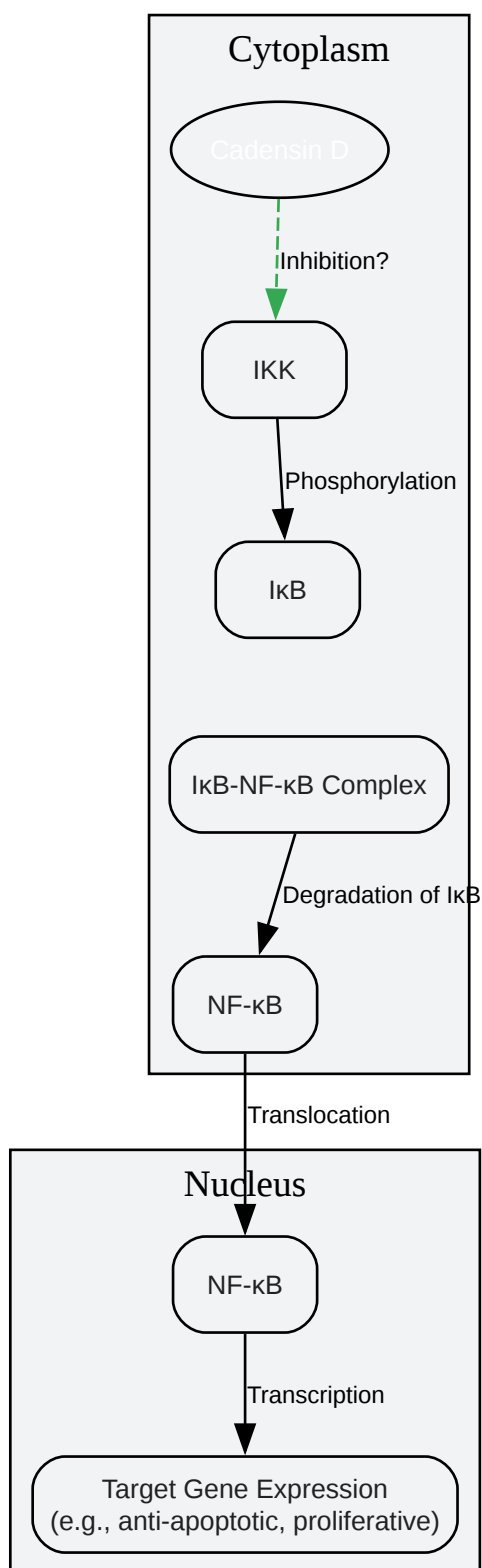 Cytoplasm
Cadensin D
Inhibition?
IKK
Phosphorylation
IκB
IκB-NF-κB Complex
Degradation of IκB
NF-κB
Translocation
Nucleus
NF-κB
Transcription
Target Gene Expression
(e.g., anti-apoptotic, proliferative)